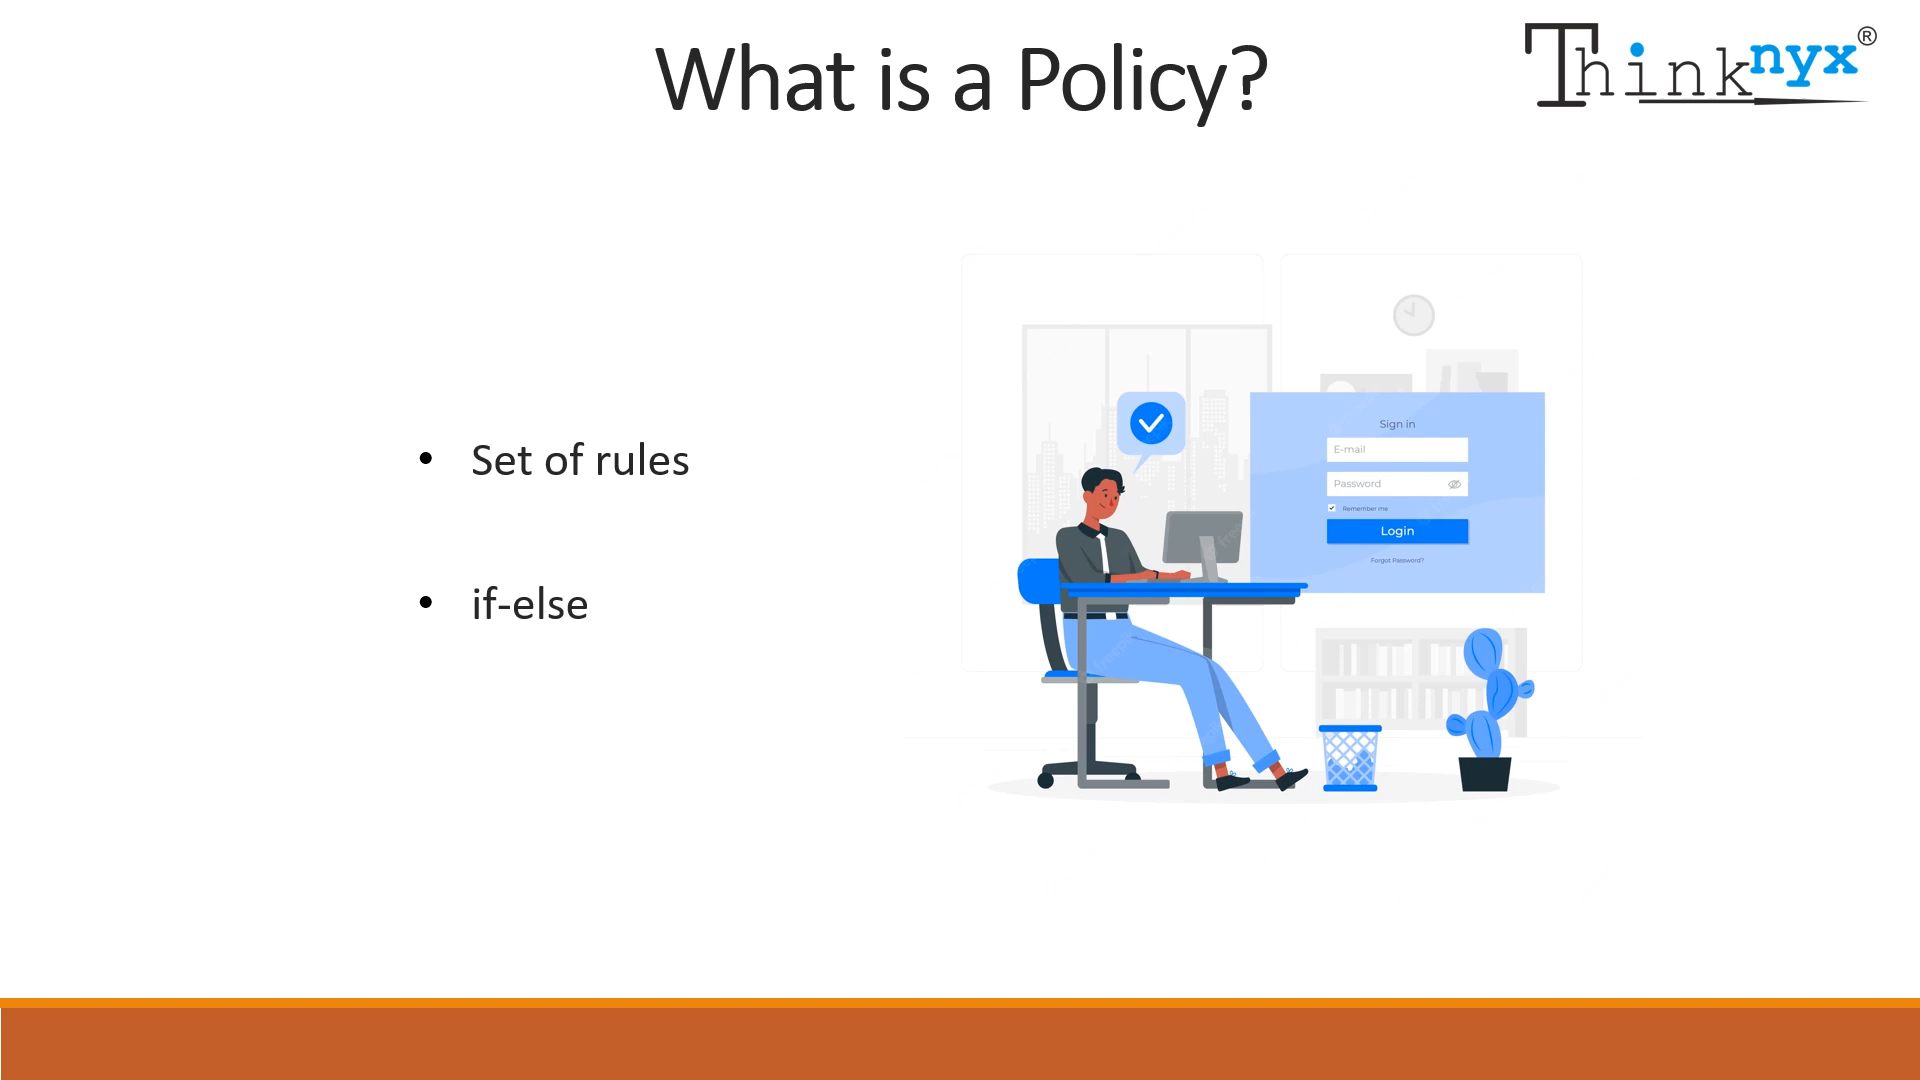 What is a Policy?
Thinknyx®
• Set of rules
• if-else
Sign in
E-mail
Password
Remember me
Login
Forgot Password?